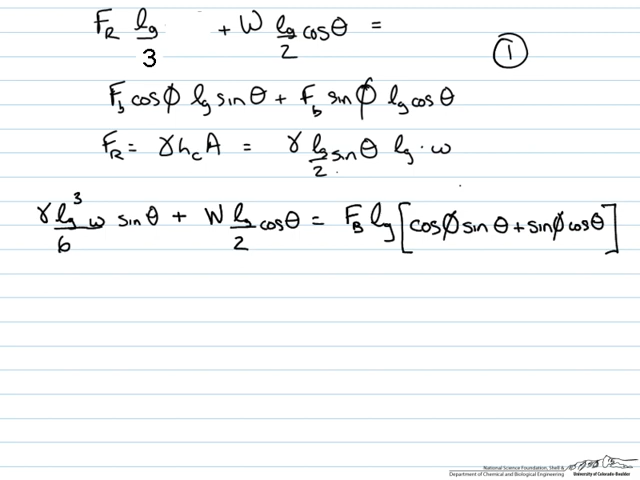 F_R l_g/3 + W l_g/2 cosθ =
①
F_b cosϕ l_g sinθ + F_b sinϕ l_g cosθ
F_R = γ h_c A = γ l_g/2 sinθ l_g · w
γ l_g³ w/6 sinθ + W l_g/2 cosθ = F_B l_g [cosϕ sinθ + sinϕ cosθ]
National Science Foundation, Shell &
Department of Chemical and Biological Engineering
University of Colorado-Boulder